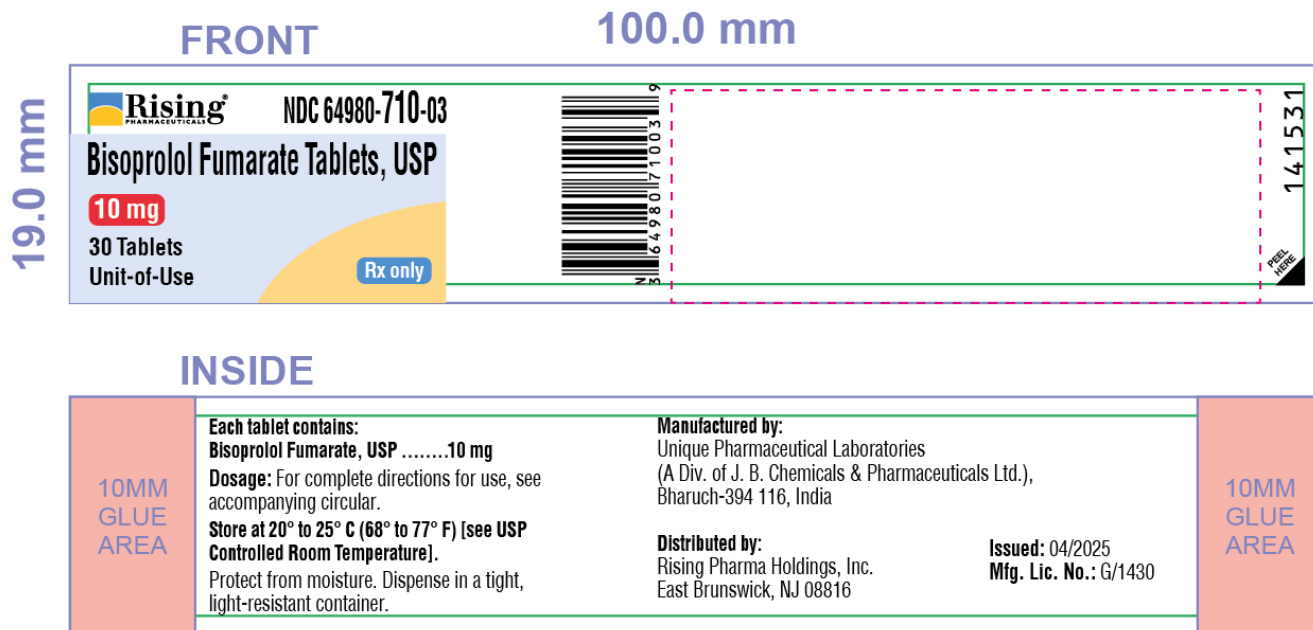 FRONT
100.0 mm
19.0 mm
Rising®
PHARMACEUTICALS
NDC 64980-710-03
Bisoprolol Fumarate Tablets, USP
10 mg
30 Tablets
Unit-of-Use
Rx only
N
3 64980 71003 9
141531
PEEL
HERE
INSIDE
10MM
GLUE
AREA
Each tablet contains:
Bisoprolol Fumarate, USP ........10 mg
Dosage: For complete directions for use, see
accompanying circular.
Store at 20° to 25° C (68° to 77° F) [see USP
Controlled Room Temperature].
Protect from moisture. Dispense in a tight,
light-resistant container.
Manufactured by:
Unique Pharmaceutical Laboratories
(A Div. of J. B. Chemicals & Pharmaceuticals Ltd.),
Bharuch-394 116, India
Distributed by:
Rising Pharma Holdings, Inc.
East Brunswick, NJ 08816
Issued: 04/2025
Mfg. Lic. No.: G/1430
10MM
GLUE
AREA